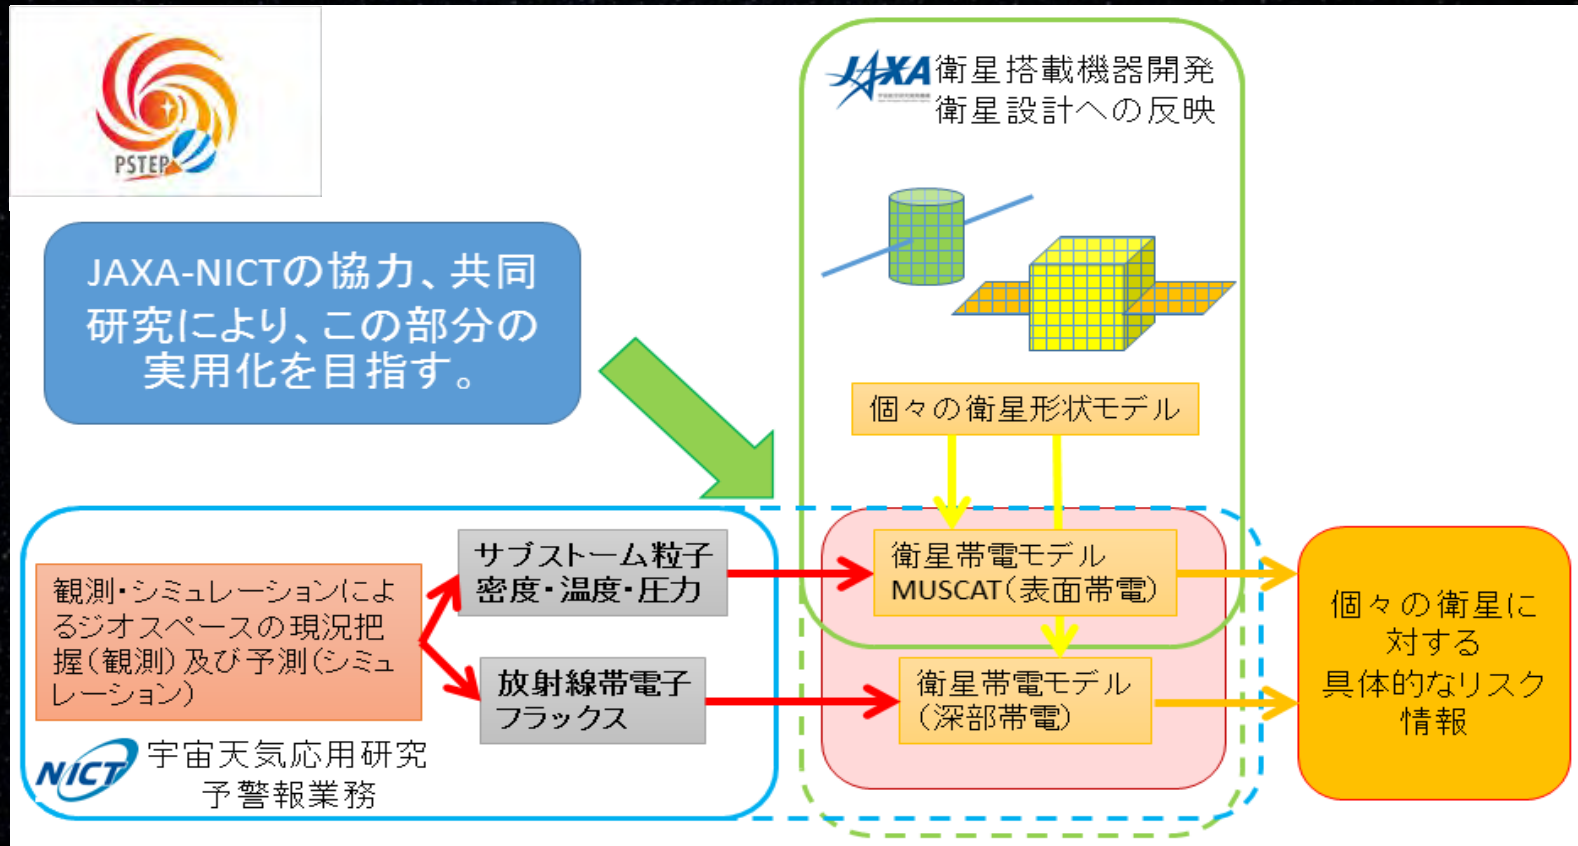 PSTEP
JAXA
衛星搭載機器開発
衛星設計への反映
JAXA-NICTの協力、共同
研究により、この部分の
実用化を目指す。
個々の衛星形状モデル
サブストーム粒子
密度・温度・圧力
衛星帯電モデル
MUSCAT(表面帯電)
観測・シミュレーションによ
るジオスペースの現況把
握(観測)及び予測(シミュ
レーション)
放射線帯電子
フラックス
衛星帯電モデル
(深部帯電)
個々の衛星に
対する
具体的なリスク
情報
NICT
宇宙天気応用研究
予警報業務